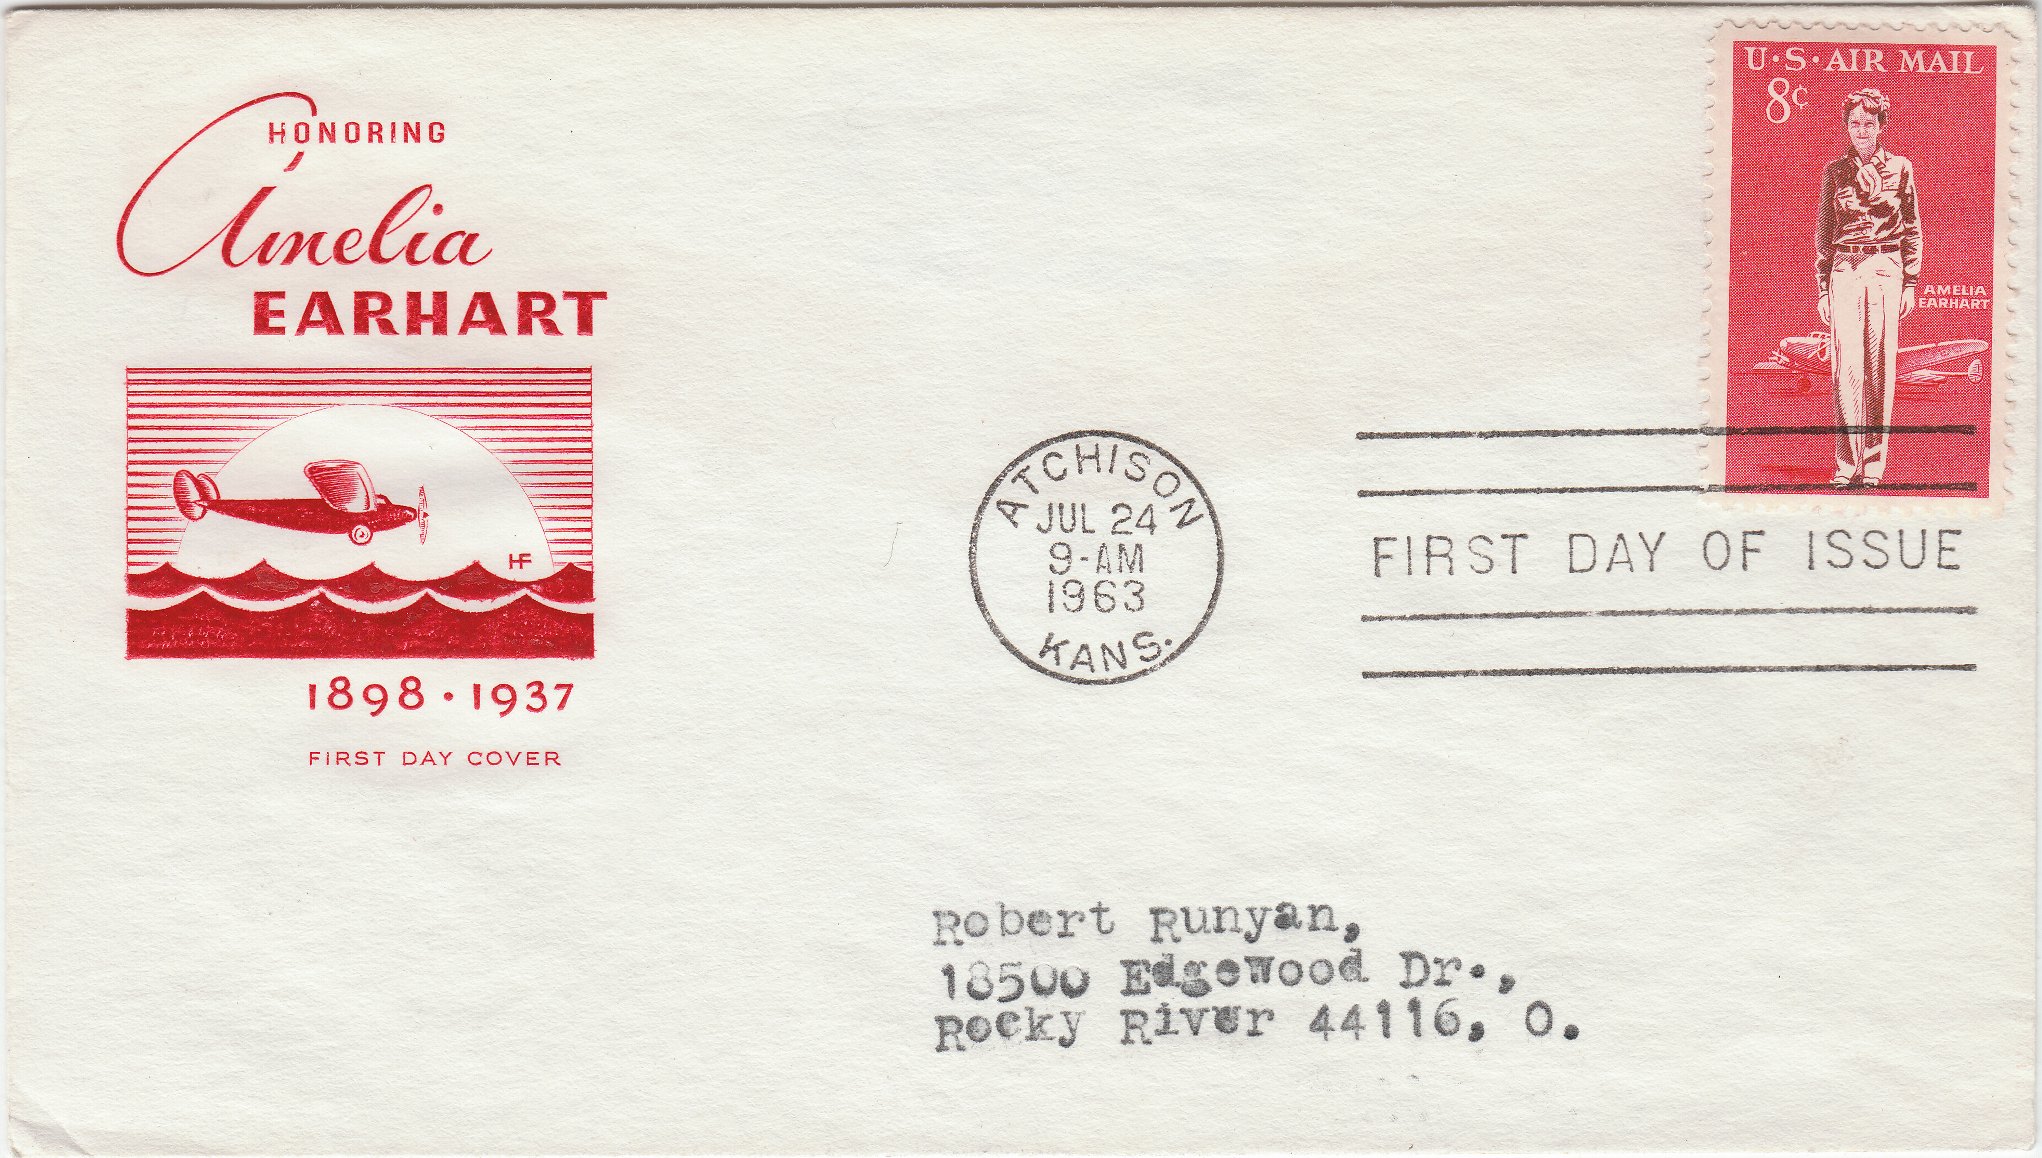 HONORING
Amelia
EARHART
HF
1898 • 1937
FIRST DAY COVER
U·S·AIR MAIL
8¢
AMELIA
EARHART
ATCHISON
JUL 24
9-AM
1963
KANS.
FIRST DAY OF ISSUE
Robert Runyan,
18500 Edgewood Dr.,
Rocky River 44116, O.